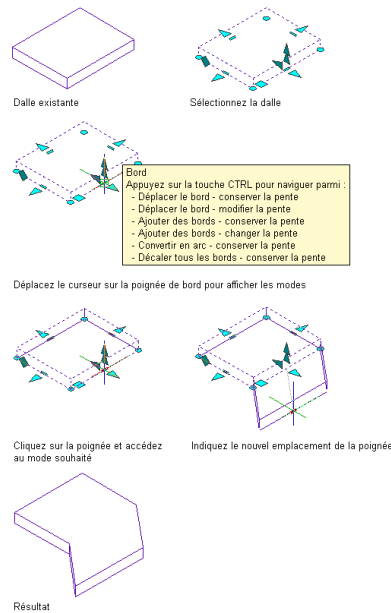 Dalle existante
Sélectionnez la dalle
Bord
Appuyez sur la touche CTRL pour naviguer parmi :
- Déplacer le bord - conserver la pente
- Déplacer le bord - modifier la pente
- Ajouter des bords - conserver la pente
- Ajouter des bords - changer la pente
- Convertir en arc - conserver la pente
- Décaler tous les bords - conserver la pente
Déplacez le curseur sur la poignée de bord pour afficher les modes
Cliquez sur la poignée et accédez
au mode souhaité
Indiquez le nouvel emplacement de la poignée
Résultat